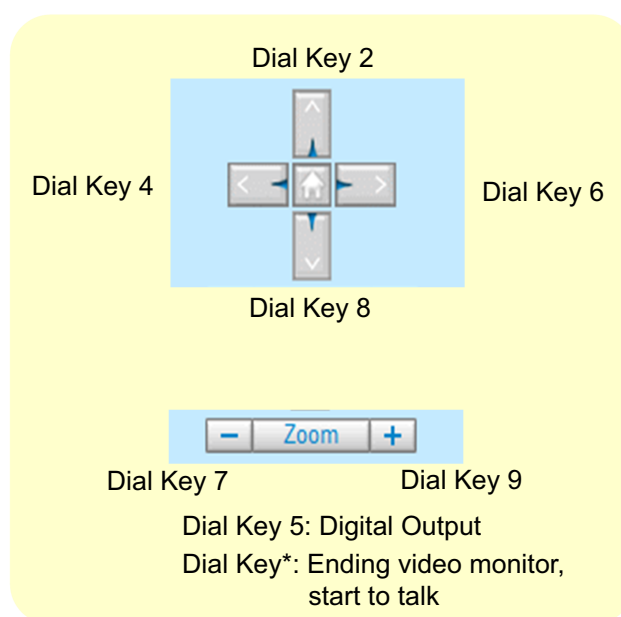 Dial Key 2
Dial Key 4
Dial Key 6
Dial Key 8
Zoom
Dial Key 7
Dial Key 9
Dial Key 5: Digital Output
Dial Key*: Ending video monitor,
start to talk